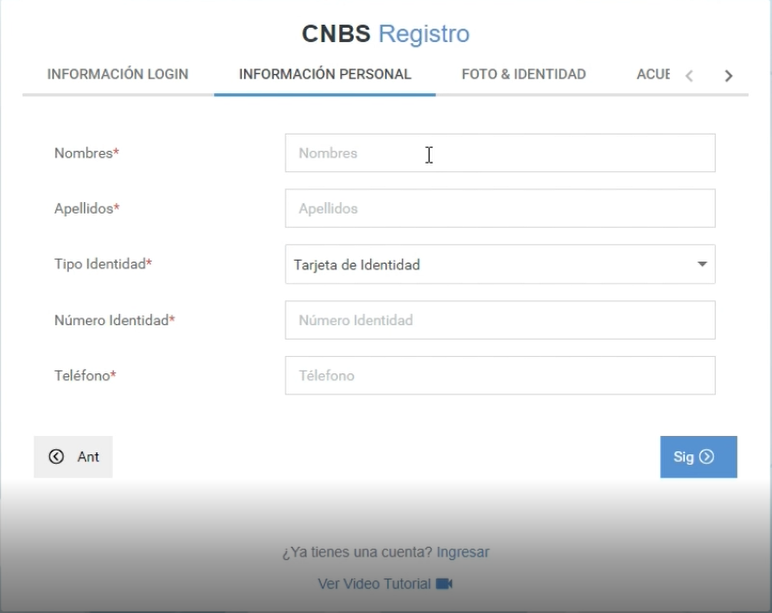 CNBS Registro
INFORMACIÓN LOGIN INFORMACIÓN PERSONAL FOTO & IDENTIDAD ACUE
Nombres* Nombres
Apellidos* Apellidos
Tipo Identidad* Tarjeta de Identidad
Número Identidad* Número Identidad
Teléfono* Télefono
Ant Sig
¿Ya tienes una cuenta? Ingresar
Ver Video Tutorial